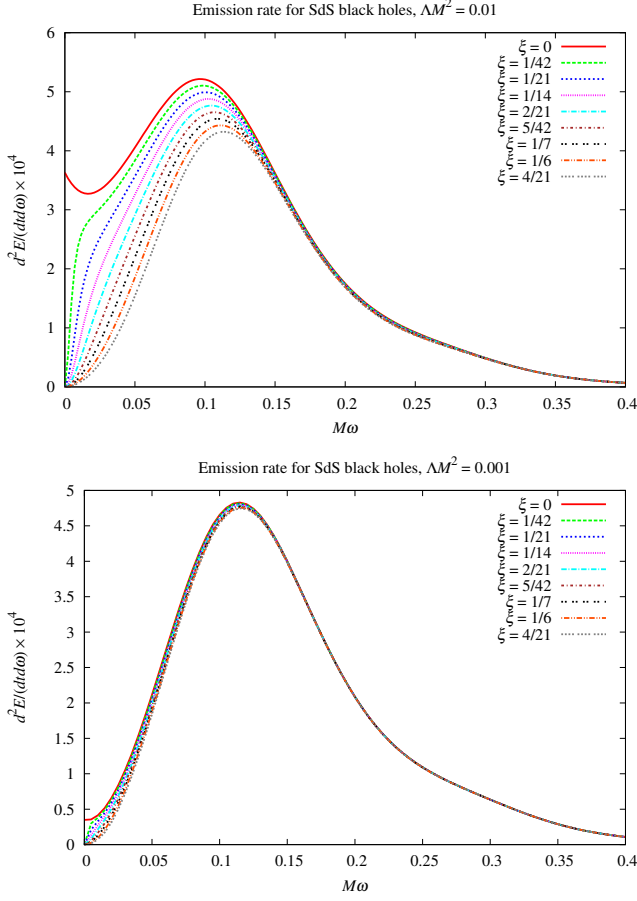 Emission rate for SdS black holes, ΛM² = 0.01
6
5
4
3
2
1
0
d²E/(dtdω) × 10⁴
ξ = 0
ξ = 1/42
ξ = 1/21
ξ = 1/14
ξ = 2/21
ξ = 5/42
ξ = 1/7
ξ = 1/6
ξ = 4/21
0 0.05 0.1 0.15 0.2 0.25 0.3 0.35 0.4
Mω
Emission rate for SdS black holes, ΛM² = 0.001
5
4.5
4
3.5
3
2.5
2
1.5
1
0.5
0
d²E/(dtdω) × 10⁴
ξ = 0
ξ = 1/42
ξ = 1/21
ξ = 1/14
ξ = 2/21
ξ = 5/42
ξ = 1/7
ξ = 1/6
ξ = 4/21
0 0.05 0.1 0.15 0.2 0.25 0.3 0.35 0.4
Mω